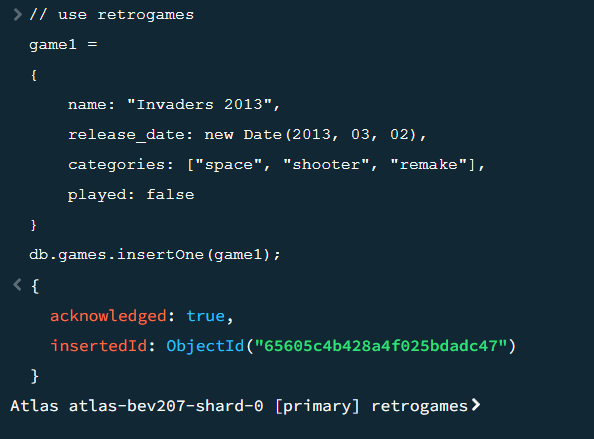 > // use retrogames
game1 =
{
    name: "Invaders 2013",
    release_date: new Date(2013, 03, 02),
    categories: ["space", "shooter", "remake"],
    played: false
}
db.games.insertOne(game1);
< {
  acknowledged: true,
  insertedId: ObjectId("65605c4b428a4f025bdadc47")
}
Atlas atlas-bev207-shard-0 [primary] retrogames>